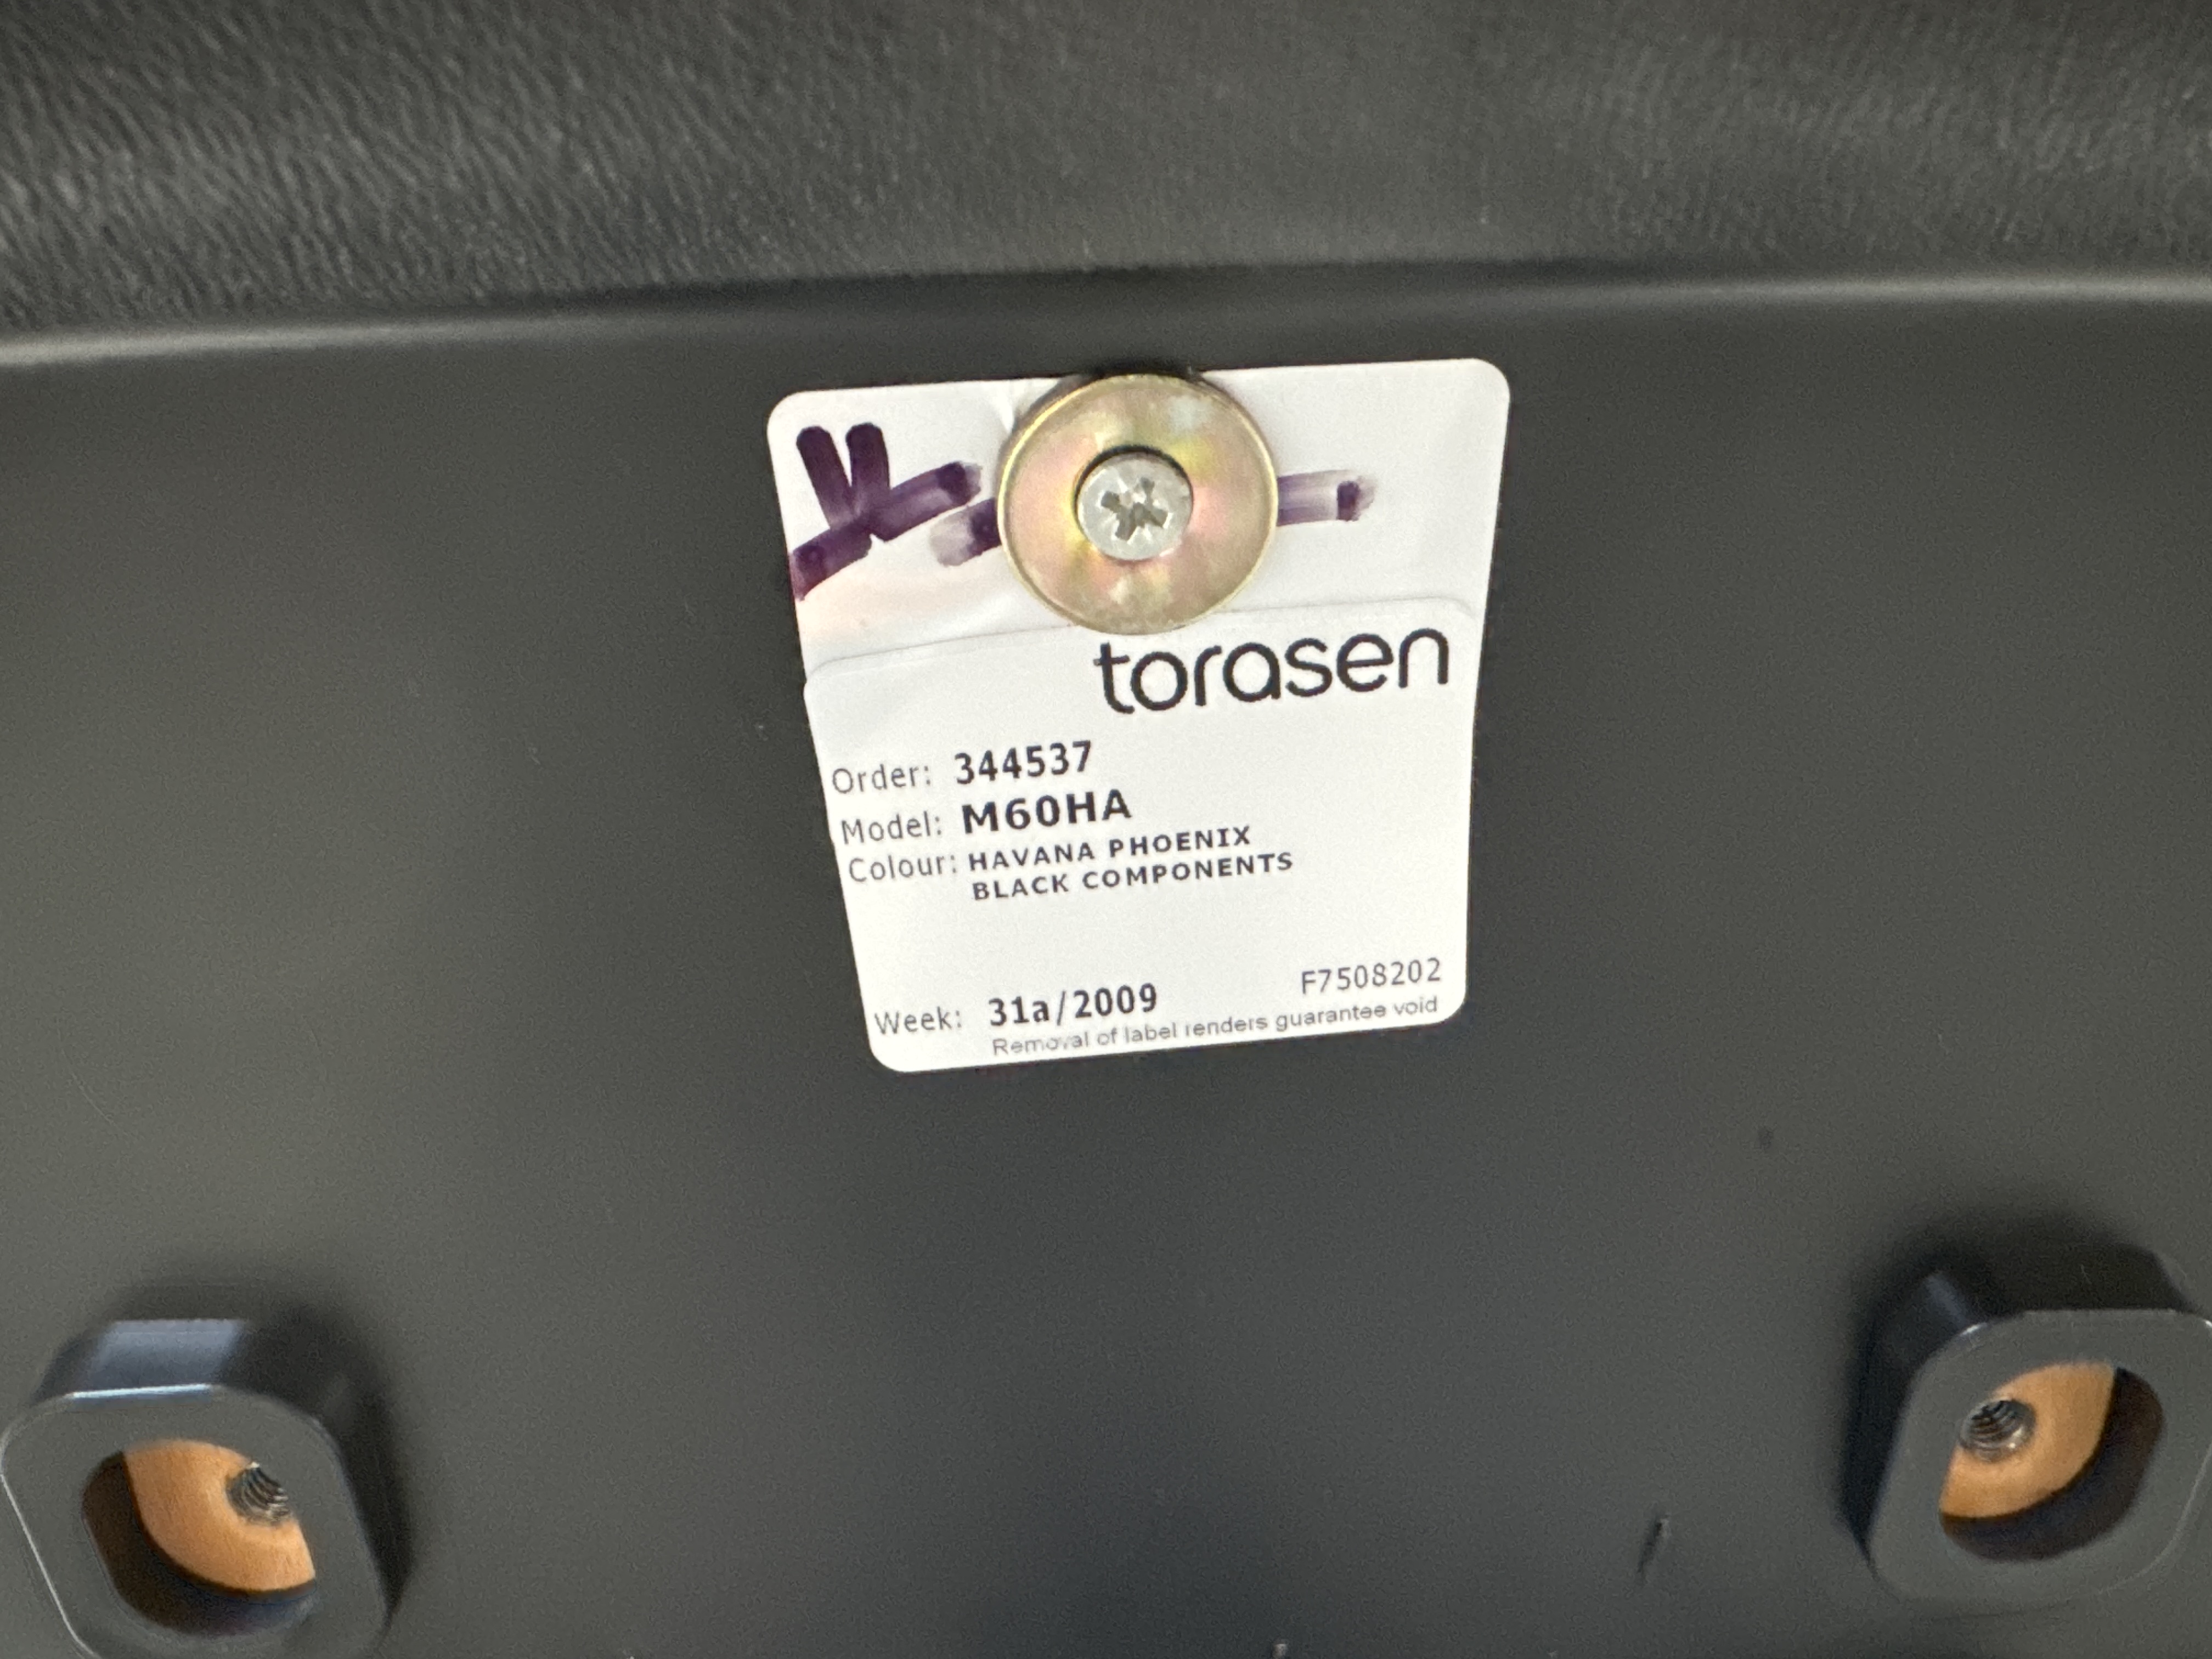 torasen
Order: 344537
Model: M60HA
Colour: HAVANA PHOENIX
BLACK COMPONENTS
Week: 31a/2009 F7508202
Removal of label renders guarantee void